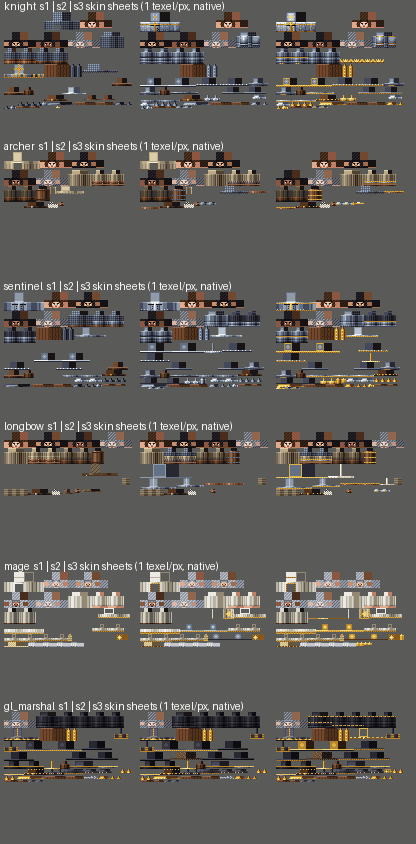 knight s1 | s2 | s3 skin sheets (1 texel/px, native)
archer s1 | s2 | s3 skin sheets (1 texel/px, native)
sentinel s1 | s2 | s3 skin sheets (1 texel/px, native)
longbow s1 | s2 | s3 skin sheets (1 texel/px, native)
mage s1 | s2 | s3 skin sheets (1 texel/px, native)
gl_marshal s1 | s2 | s3 skin sheets (1 texel/px, native)